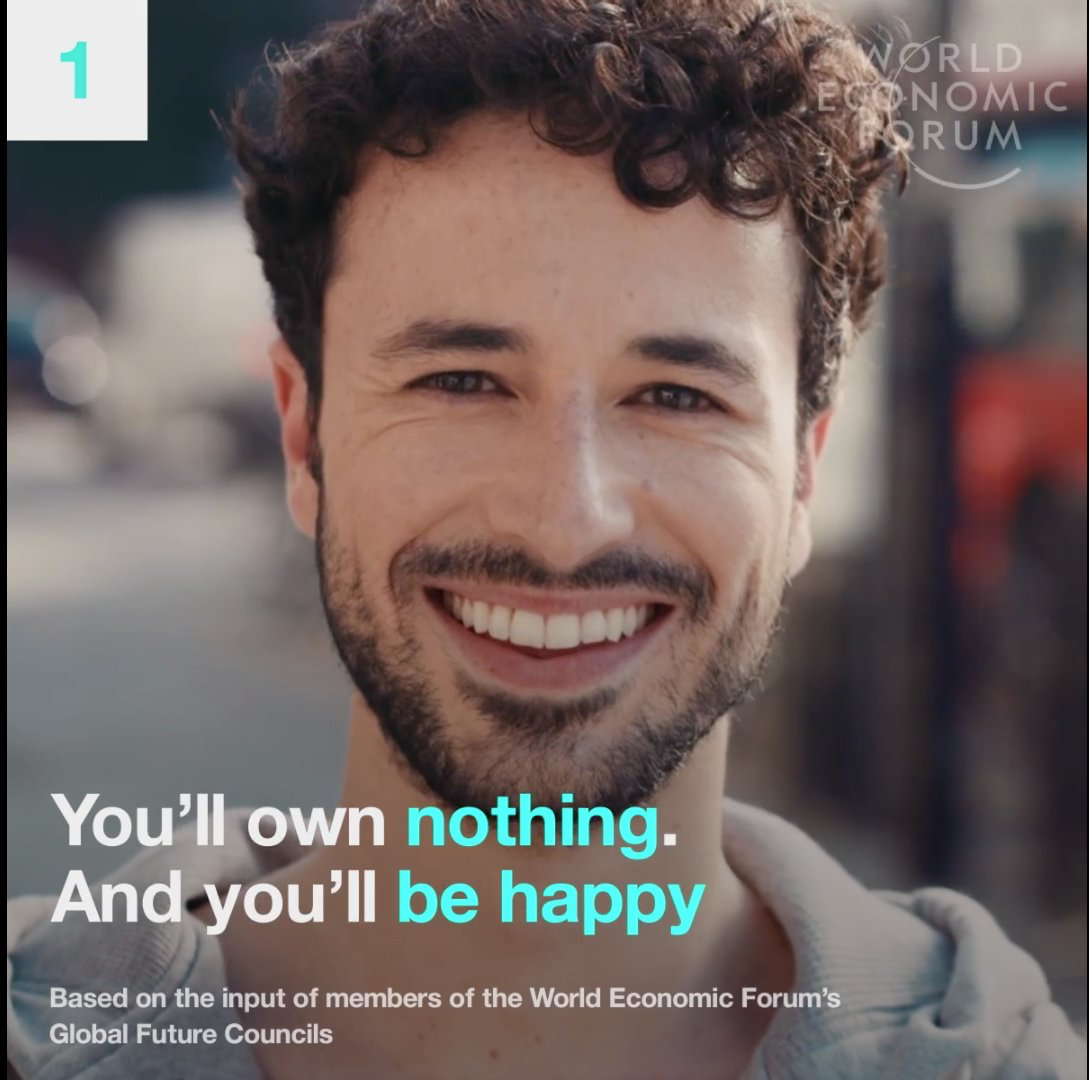 1
WORLD
ECONOMIC
FORUM
You’ll own nothing.
And you’ll be happy
Based on the input of members of the World Economic Forum’s
Global Future Councils